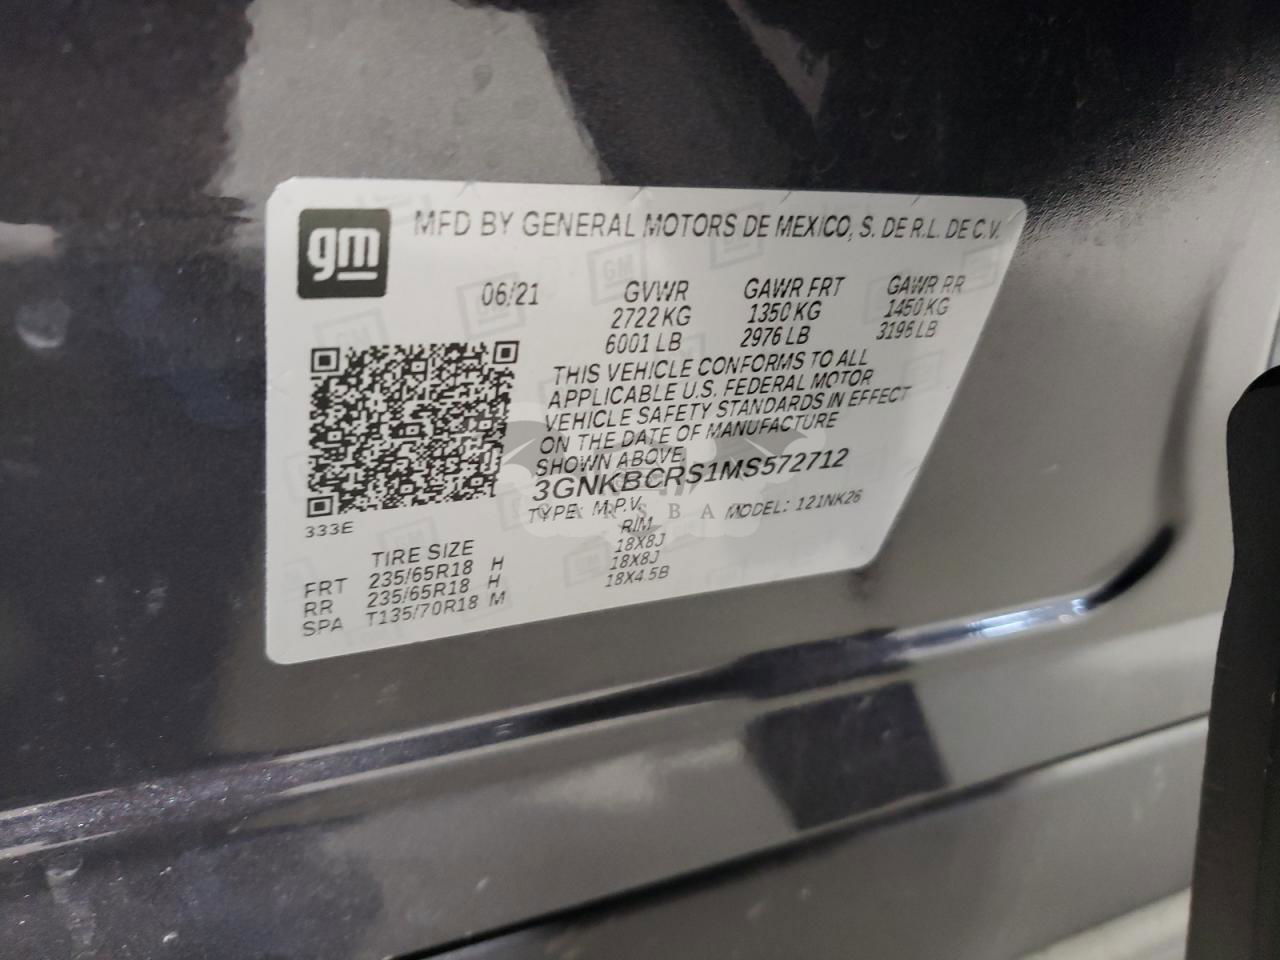 gm
MFD BY GENERAL MOTORS DE MEXICO, S. DE R.L. DE C.V.
06/21 GVWR GAWR FRT GAWR RR
2722 KG 1350 KG 1450 KG
6001 LB 2976 LB 3196 LB
THIS VEHICLE CONFORMS TO ALL
APPLICABLE U.S. FEDERAL MOTOR
VEHICLE SAFETY STANDARDS IN EFFECT
ON THE DATE OF MANUFACTURE
SHOWN ABOVE.
3GNKBCRS1MS572712
TYPE: M.P.V. MODEL: 121NK26
333E
TIRE SIZE RIM
FRT 235/65R18 H 18X8J
RR 235/65R18 H 18X8J
SPA T135/70R18 M 18X4.5B